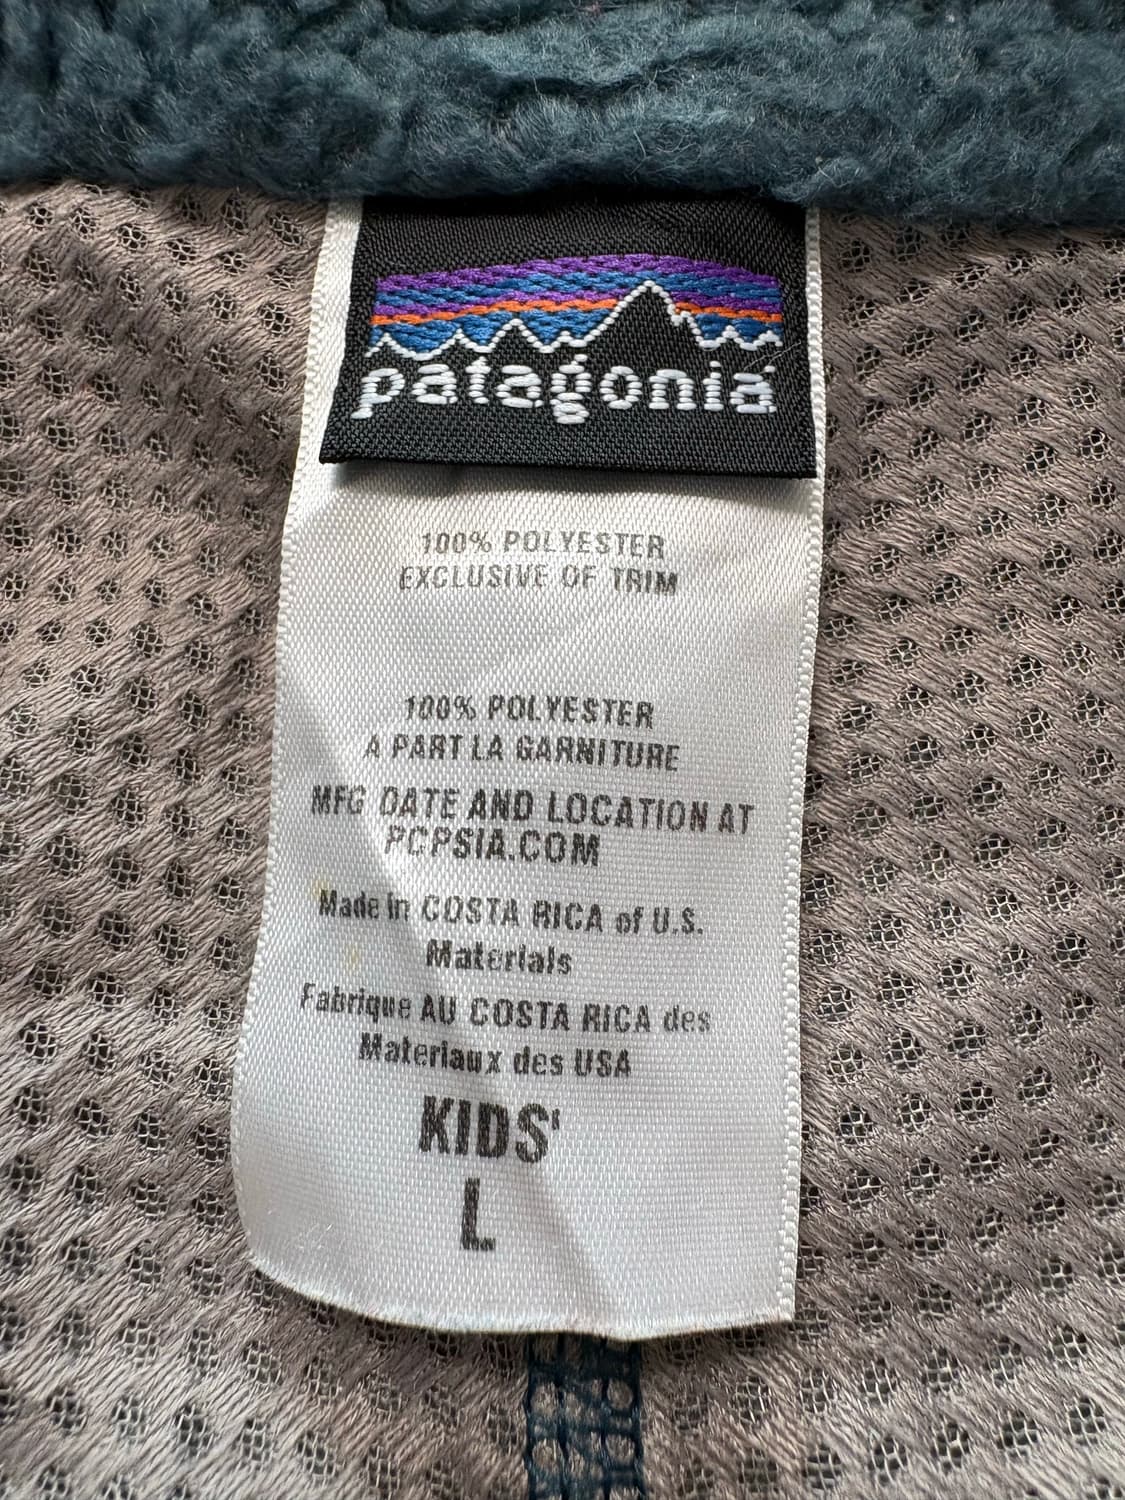 patagonia
100% POLYESTER
EXCLUSIVE OF TRIM
100% POLYESTER
A PART LA GARNITURE
MFG DATE AND LOCATION AT
PCPSIA.COM
Made in COSTA RICA of U.S.
Materials
Fabrique AU COSTA RICA des
Materiaux des USA
KIDS'
L